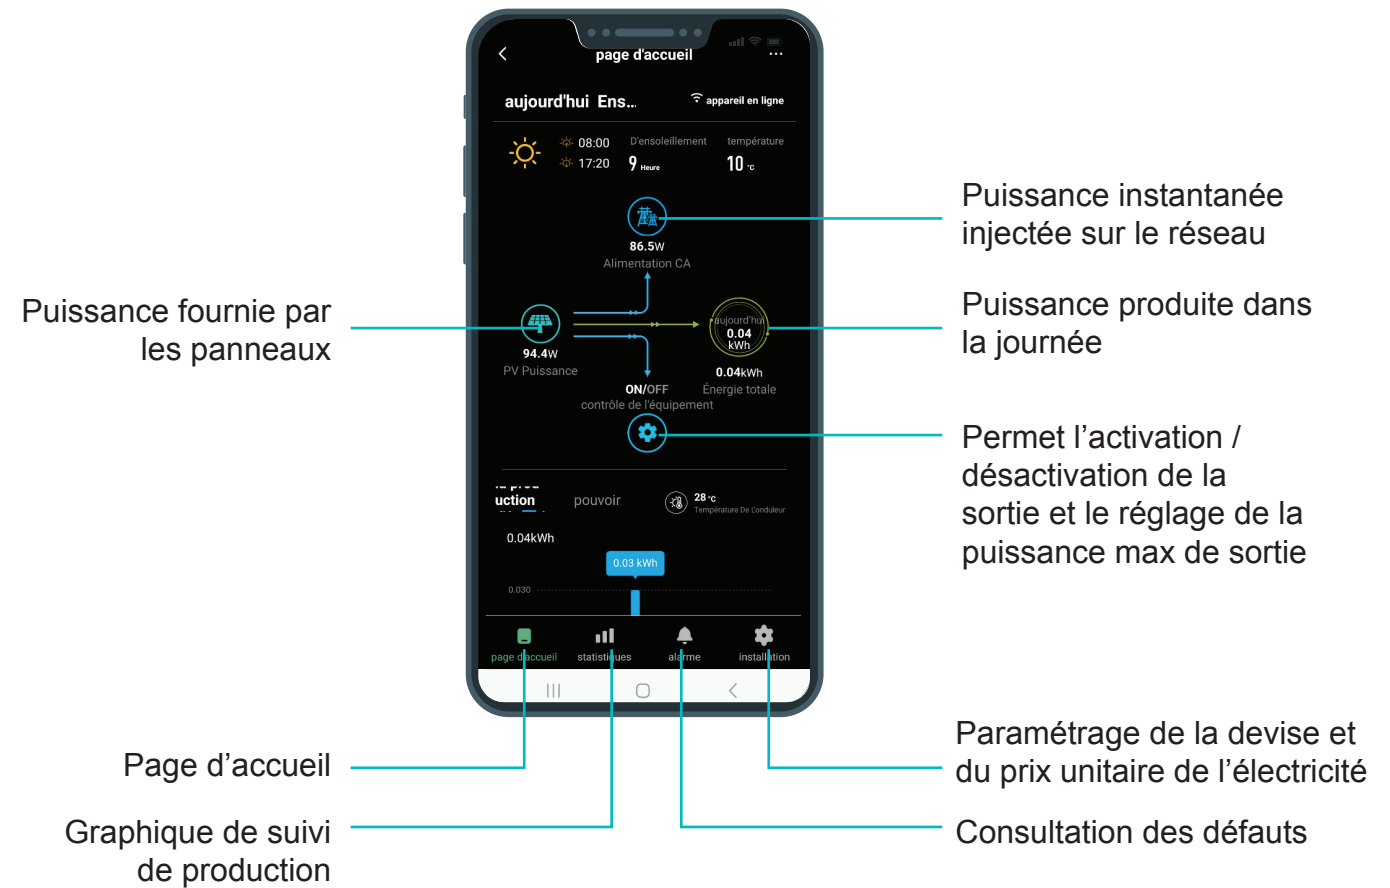 page d'accueil
aujourd'hui Ens...
appareil en ligne
08:00
17:20
D'ensoleillement
9 Heure
température
10 °C
86.5W
Alimentation CA
94.4W
PV Puissance
aujourd'hui
0.04
kWh
0.04kWh
Énergie totale
ON/OFF
contrôle de l'équipement
uction
pouvoir
28 °C
Température De L'onduleur
0.04kWh
0.03 kWh
0.030
page d'accueil
statistiques
alarme
installation
Puissance fournie par
les panneaux
Page d’accueil
Graphique de suivi
de production
Puissance instantanée
injectée sur le réseau
Puissance produite dans
la journée
Permet l’activation /
désactivation de la
sortie et le réglage de la
puissance max de sortie
Paramétrage de la devise et
du prix unitaire de l’électricité
Consultation des défauts